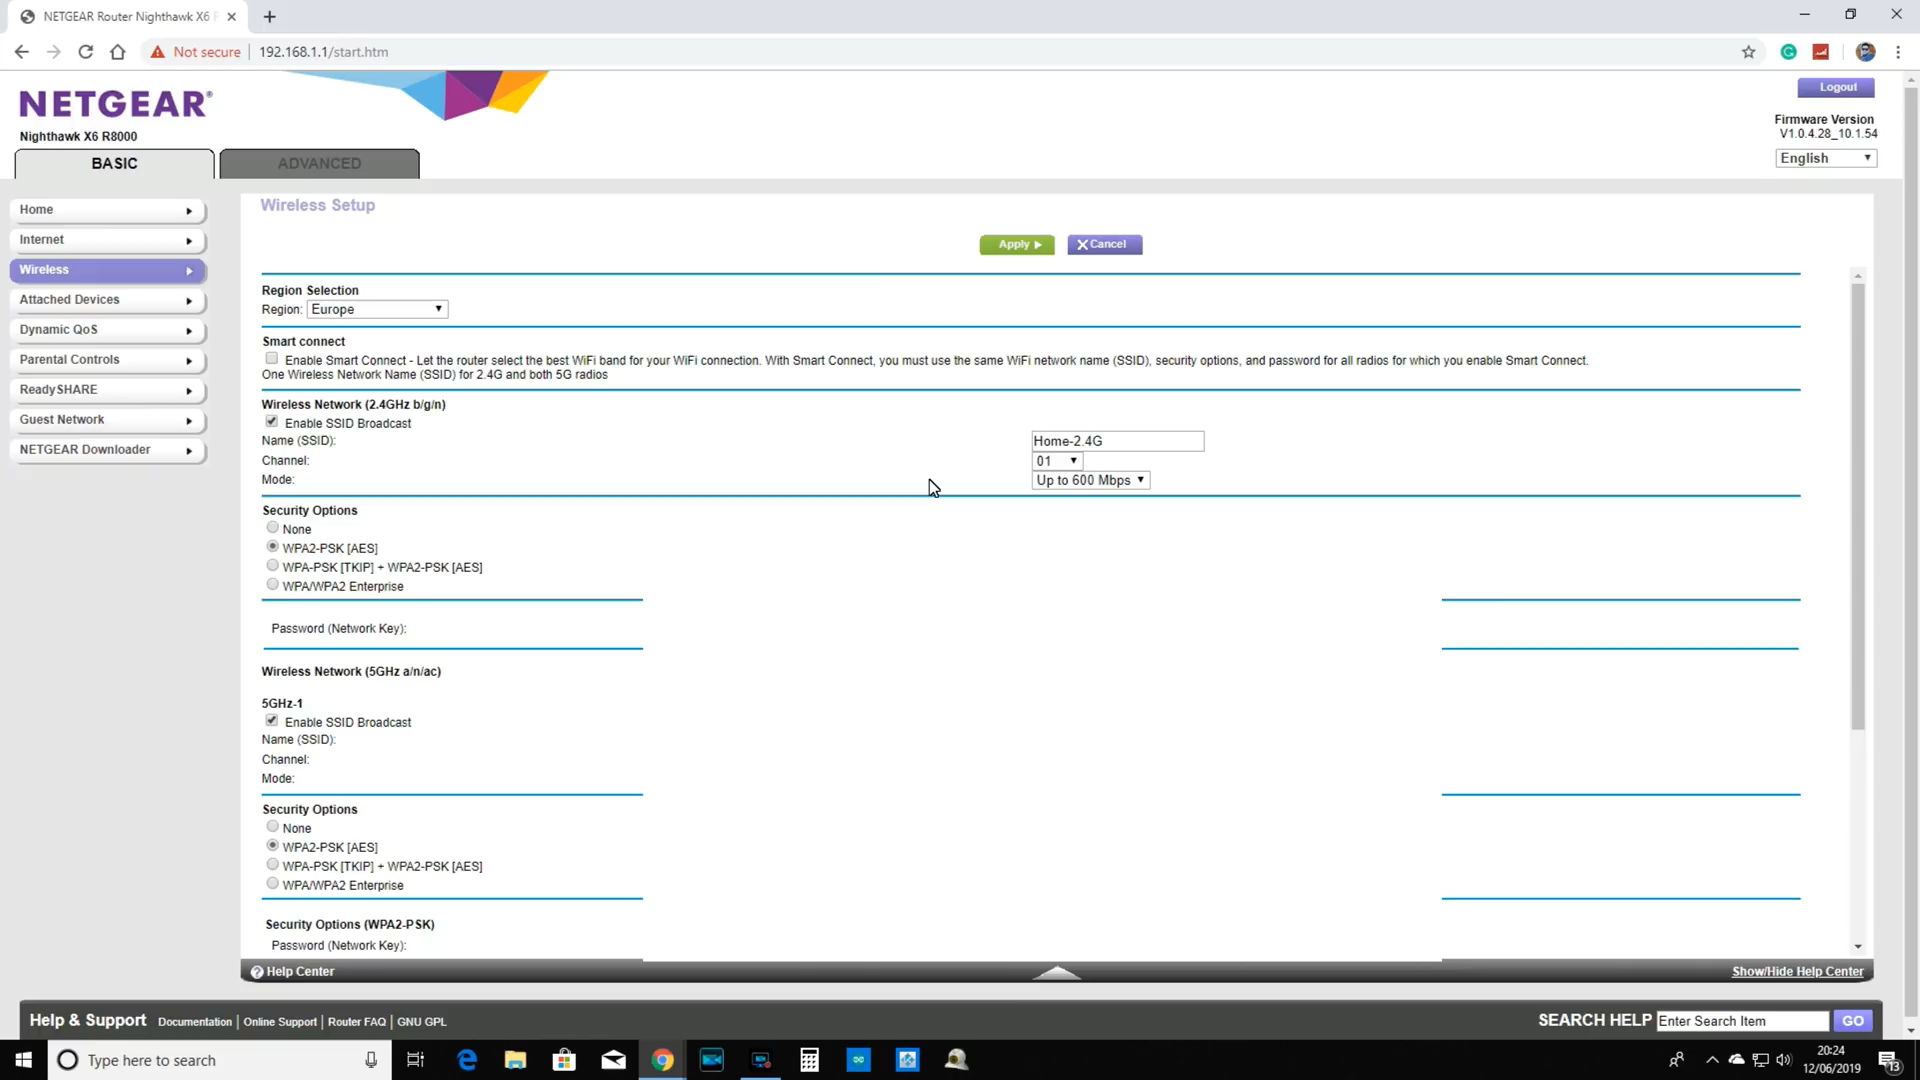 NETGEAR Router Nighthawk X6 R
Not secure
192.168.1.1/start.htm
NETGEAR®
Nighthawk X6 R8000
Logout
Firmware Version
V1.0.4.28_10.1.54
English
BASIC
ADVANCED
Home
Internet
Wireless
Attached Devices
Dynamic QoS
Parental Controls
ReadySHARE
Guest Network
NETGEAR Downloader
Wireless Setup
Apply
Cancel
Region Selection
Region: Europe
Smart connect
Enable Smart Connect - Let the router select the best WiFi band for your WiFi connection. With Smart Connect, you must use the same WiFi network name (SSID), security options, and password for all radios for which you enable Smart Connect.
One Wireless Network Name (SSID) for 2.4G and both 5G radios
Wireless Network (2.4GHz b/g/n)
Enable SSID Broadcast
Name (SSID): Home-2.4G
Channel: 01
Mode: Up to 600 Mbps
Security Options
None
WPA2-PSK [AES]
WPA-PSK [TKIP] + WPA2-PSK [AES]
WPA/WPA2 Enterprise
Password (Network Key):
Wireless Network (5GHz a/n/ac)
5GHz-1
Enable SSID Broadcast
Name (SSID):
Channel:
Mode:
Security Options
None
WPA2-PSK [AES]
WPA-PSK [TKIP] + WPA2-PSK [AES]
WPA/WPA2 Enterprise
Security Options (WPA2-PSK)
Password (Network Key):
Help Center
Show/Hide Help Center
Help & Support Documentation | Online Support | Router FAQ | GNU GPL
SEARCH HELP Enter Search Item GO
Type here to search
20:24
12/06/2019
13